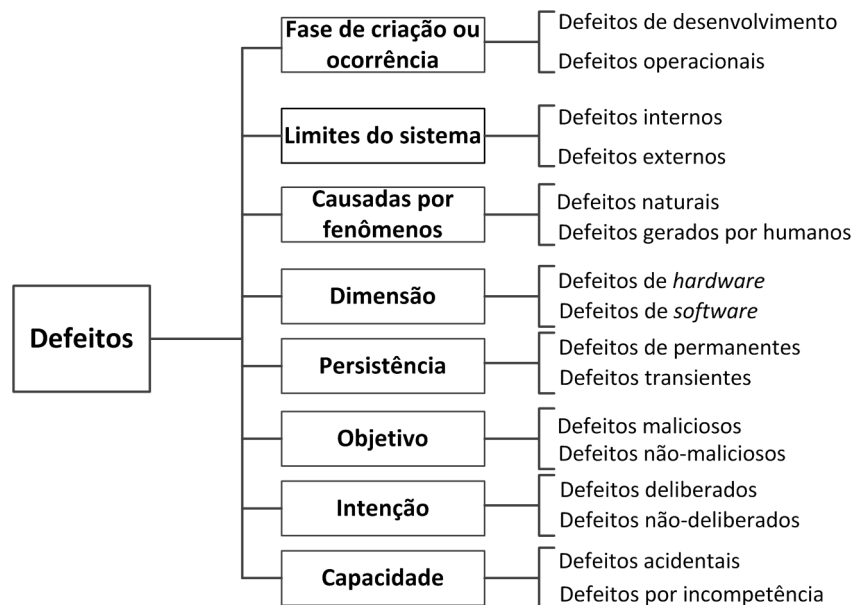 Defeitos
Fase de criação ou
ocorrência
Defeitos de desenvolvimento
Defeitos operacionais
Limites do sistema
Defeitos internos
Defeitos externos
Causadas por
fenômenos
Defeitos naturais
Defeitos gerados por humanos
Dimensão
Defeitos de hardware
Defeitos de software
Persistência
Defeitos de permanentes
Defeitos transientes
Objetivo
Defeitos maliciosos
Defeitos não-maliciosos
Intenção
Defeitos deliberados
Defeitos não-deliberados
Capacidade
Defeitos acidentais
Defeitos por incompetência